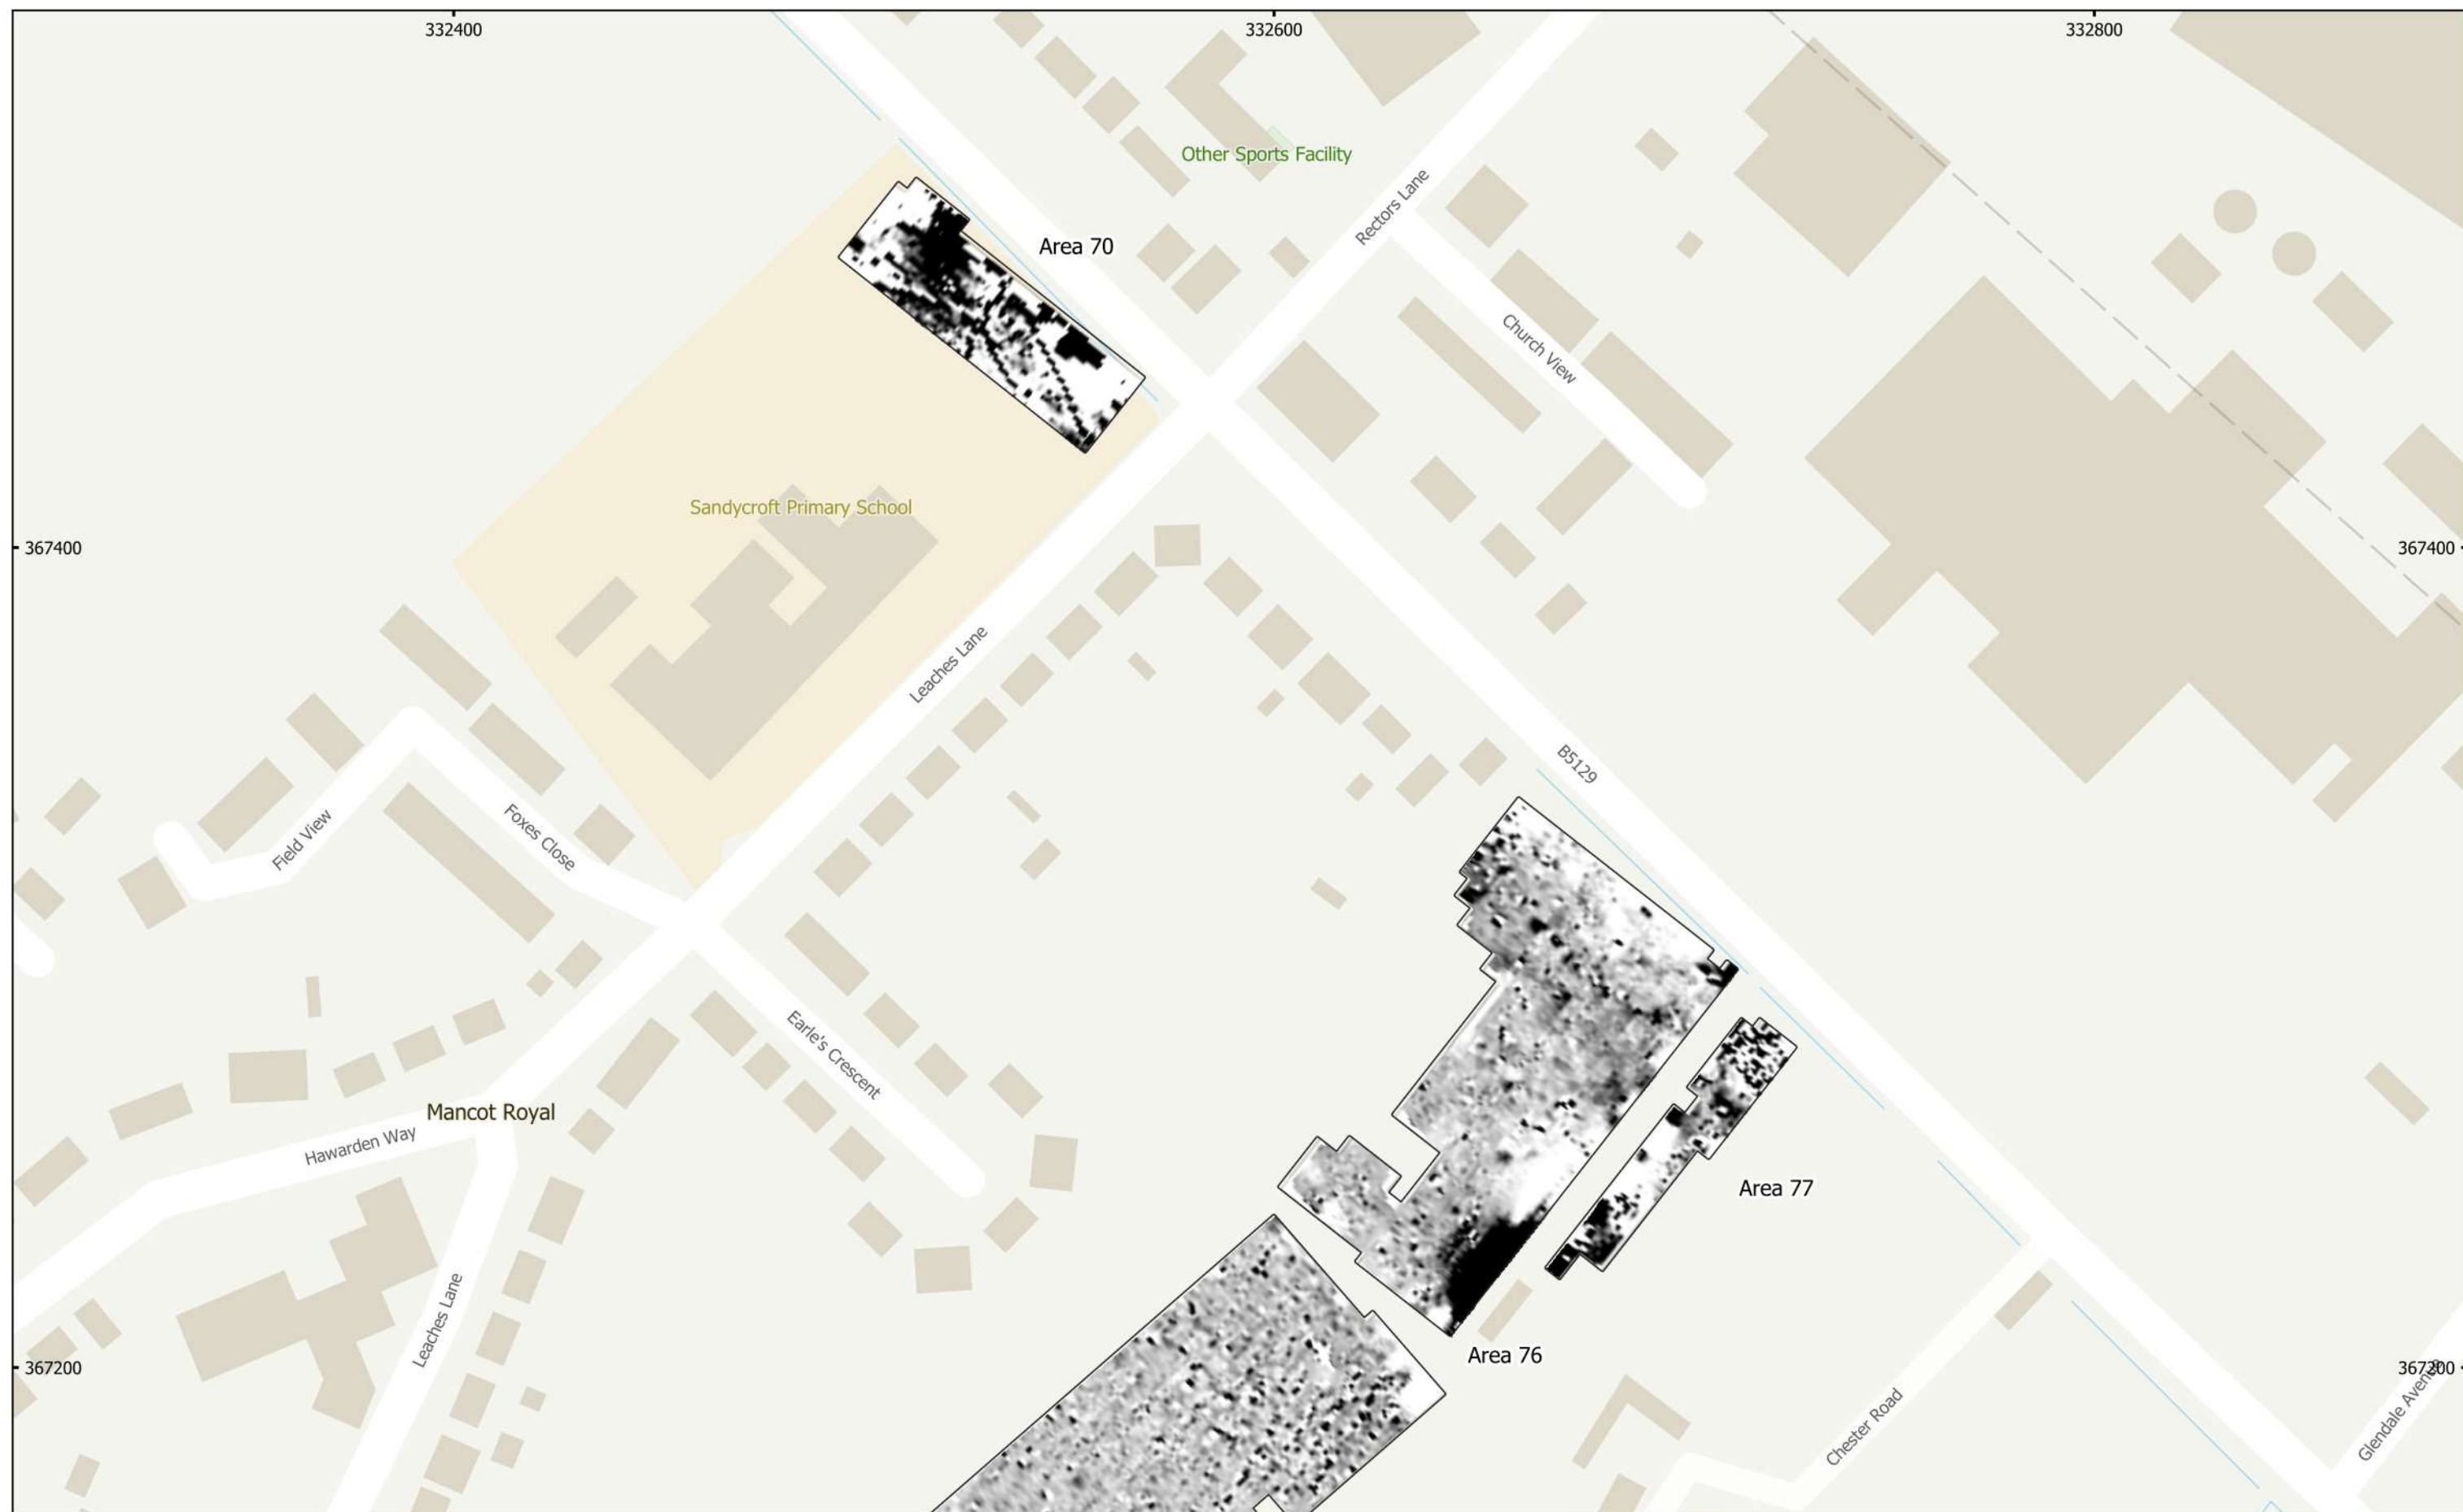 332400
332600
332800
Other Sports Facility
Rectors Lane
Area 70
Church View
Sandycroft Primary School
367400
367400
Leaches Lane
B5129
Field View
Foxes Close
Earle's Crescent
Mancot Royal
Hawarden Way
Area 77
Leaches Lane
Area 76
367200
367200
Chester Road
Glendale Avenue